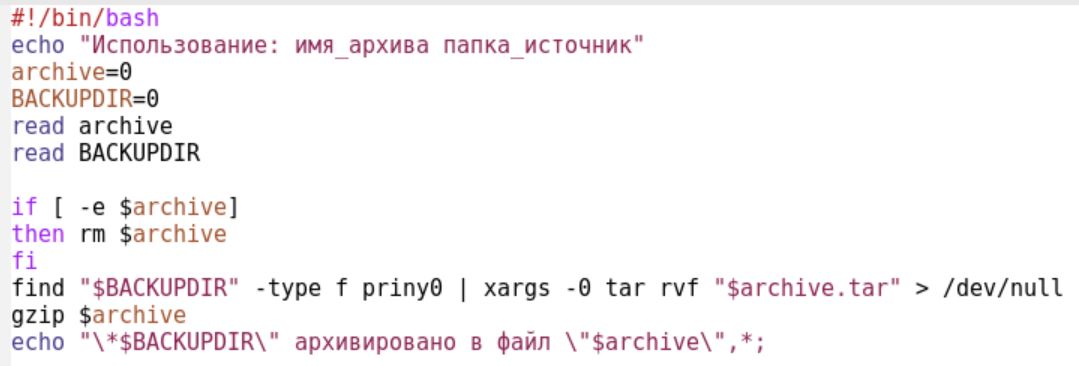 #!/bin/bash
echo "Использование: имя_архива папка_источник"
archive=0
BACKUPDIR=0
read archive
read BACKUPDIR
if [ -e $archive]
then rm $archive
fi
find "$BACKUPDIR" -type f priny0 | xargs -0 tar rvf "$archive.tar" > /dev/null
gzip $archive
echo "\*$BACKUPDIR\" архивировано в файл \"$archive\",*;